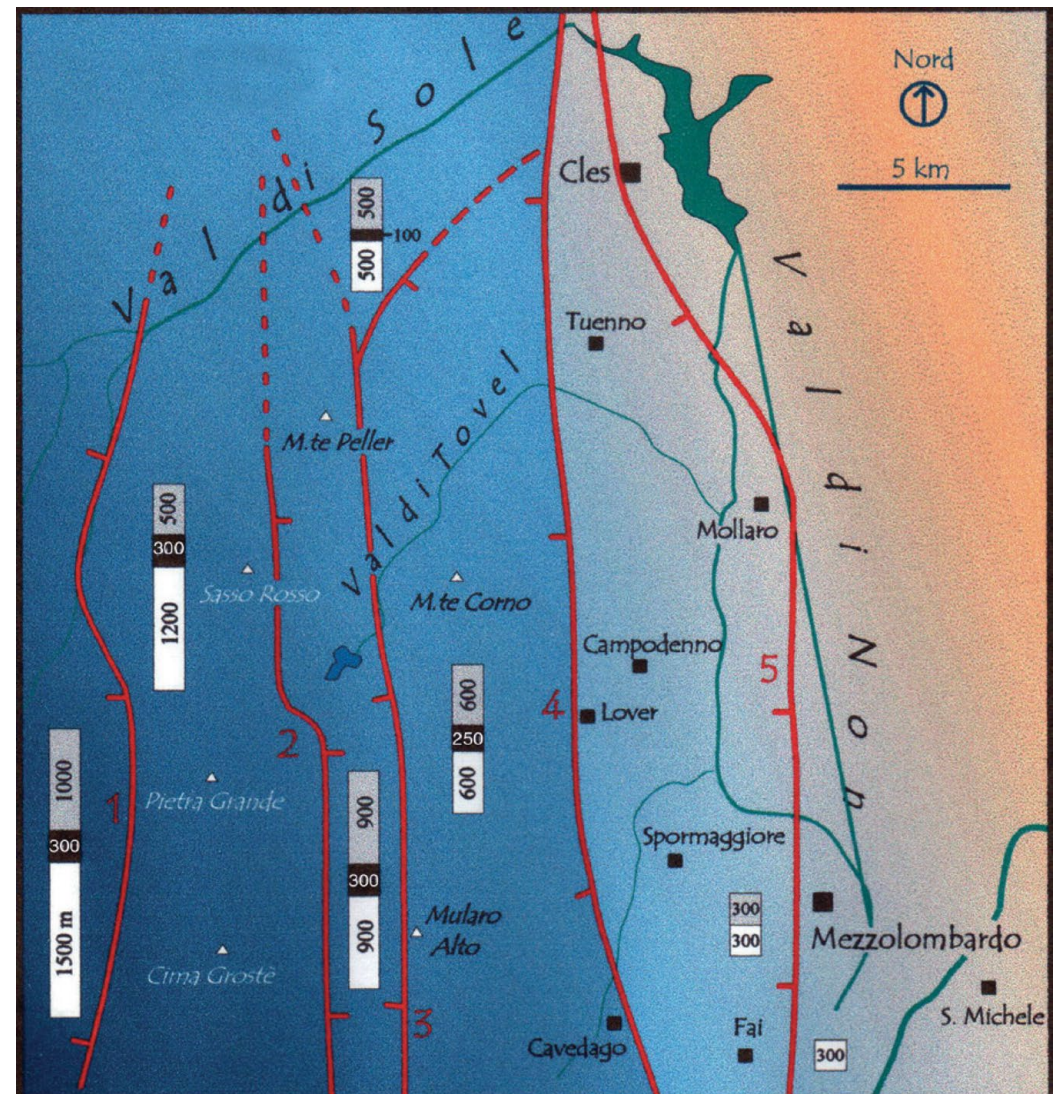 Val di Sole
Nord
5 km
Cles
500
100
500
Val di Non
Tuenno
Val di Tovel
M.te Peller
500
300
1200
Mollaro
Sasso Rosso
M.te Corno
Campodenno
5
600
250
600
4
Lover
2
1000
300
1500 m
1
Pietra Grande
900
300
900
Spormaggiore
Mularo
Alto
300
300
Mezzolombardo
Cima Grostè
3
Cavedago
Fai
300
S. Michele